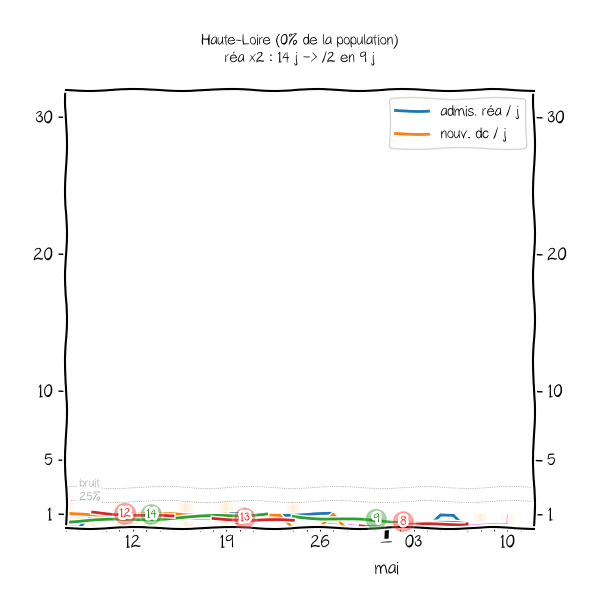 Haute-Loire (0% de la population)
réa x2 : 14 j -> /2 en 9 j
admis. réa / j
nouv. dc / j
30 30
20 20
10 10
5 5
bruit
25%
1 12 14 13 9 8 1
12 19 26 03 10
mai